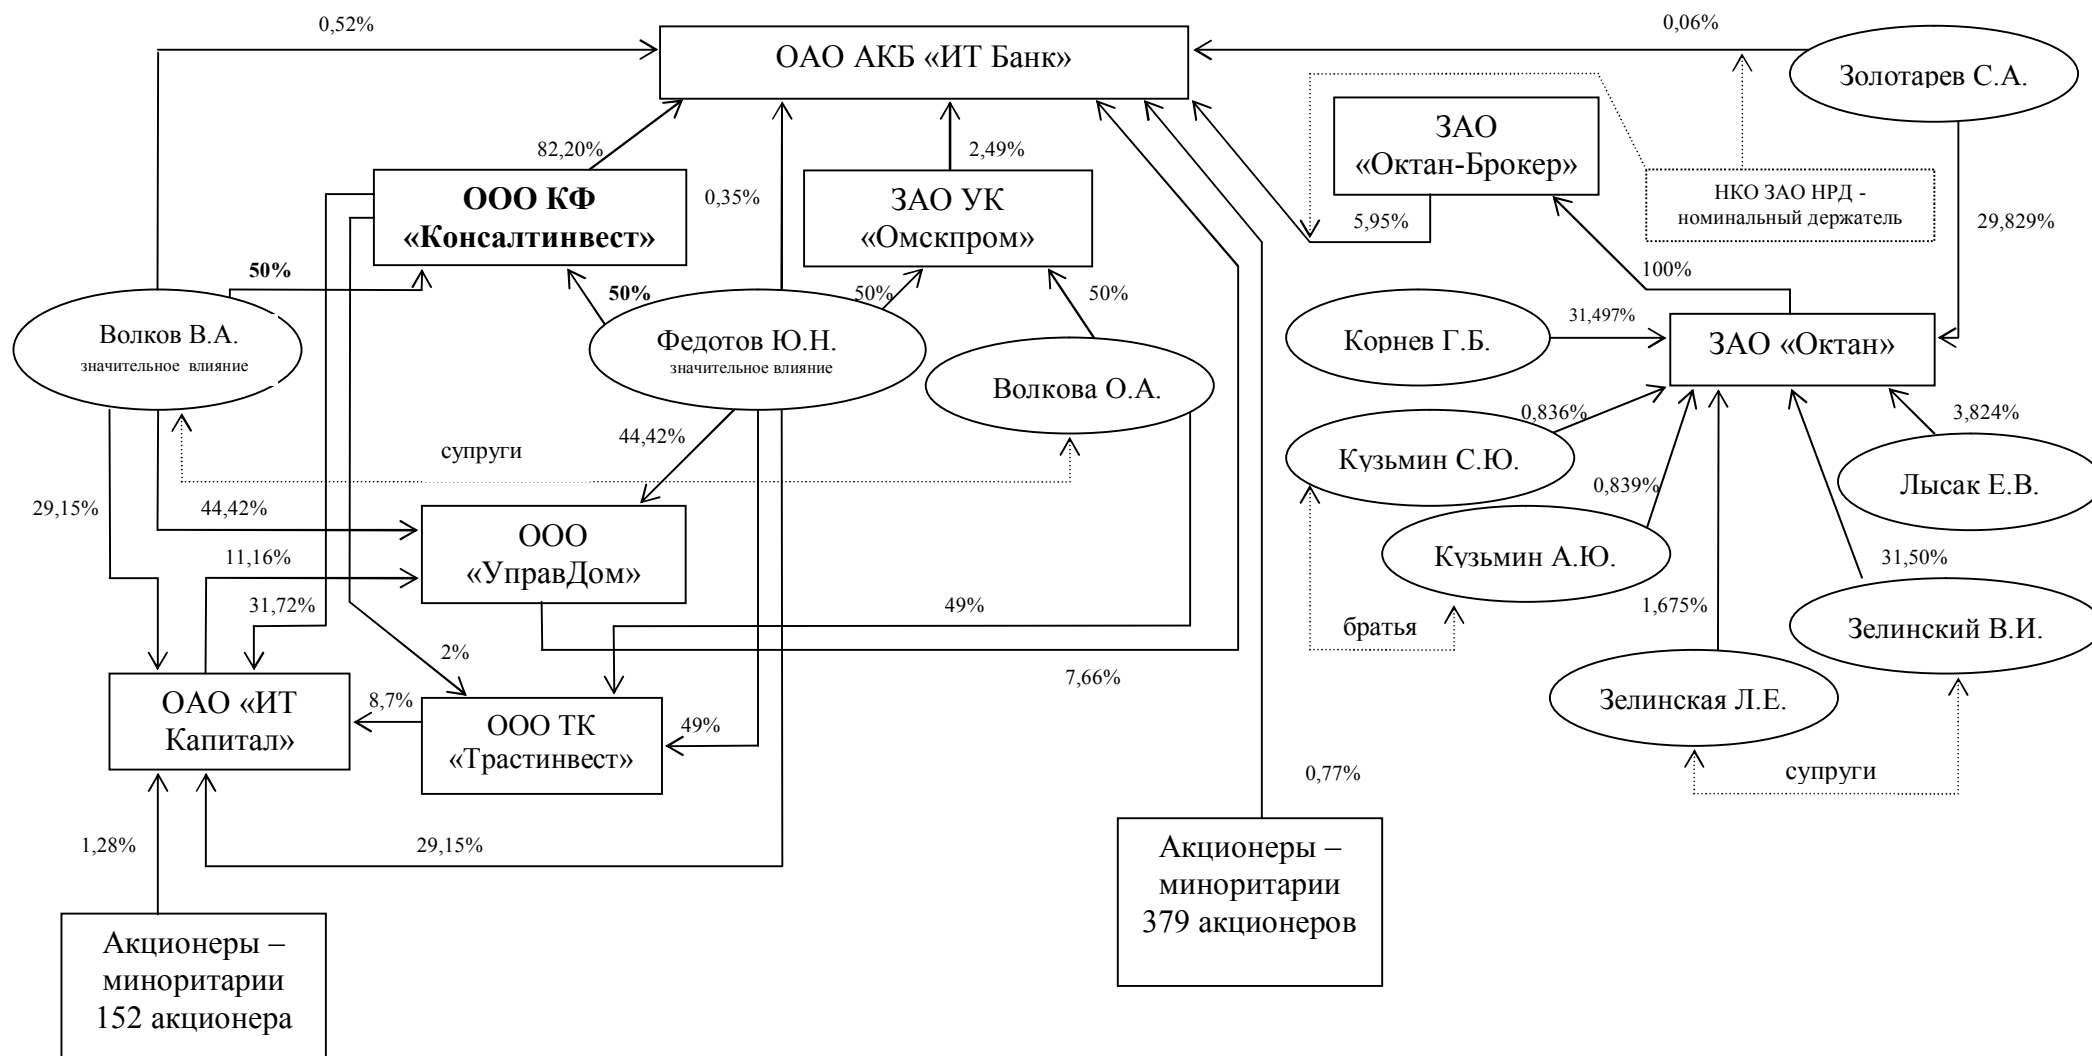 0,52%
ОАО АКБ «ИТ Банк»
0,06%
Золотарев С.А.
ЗАО
«Октан-Брокер»
82,20%
2,49%
ООО КФ
«Консалтинвест»
0,35%
ЗАО УК
«Омскпром»
НКО ЗАО НРД -
номинальный держатель
5,95%
29,829%
50%
50%
50%
50%
100%
Волков В.А.
значительное влияние
Федотов Ю.Н.
значительное влияние
Волкова О.А.
31,497%
Корнев Г.Б.
ЗАО «Октан»
0,836%
3,824%
Кузьмин С.Ю.
Лысак Е.В.
44,42%
супруги
0,839%
29,15%
44,42%
ООО
«УправДом»
Кузьмин А.Ю.
11,16%
31,50%
31,72%
49%
1,675%
братья
Зелинский В.И.
2%
7,66%
ОАО «ИТ
Капитал»
8,7%
ООО ТК
«Трастинвест»
49%
Зелинская Л.Е.
0,77%
супруги
1,28%
29,15%
Акционеры –
миноритарии
379 акционеров
Акционеры –
миноритарии
152 акционера